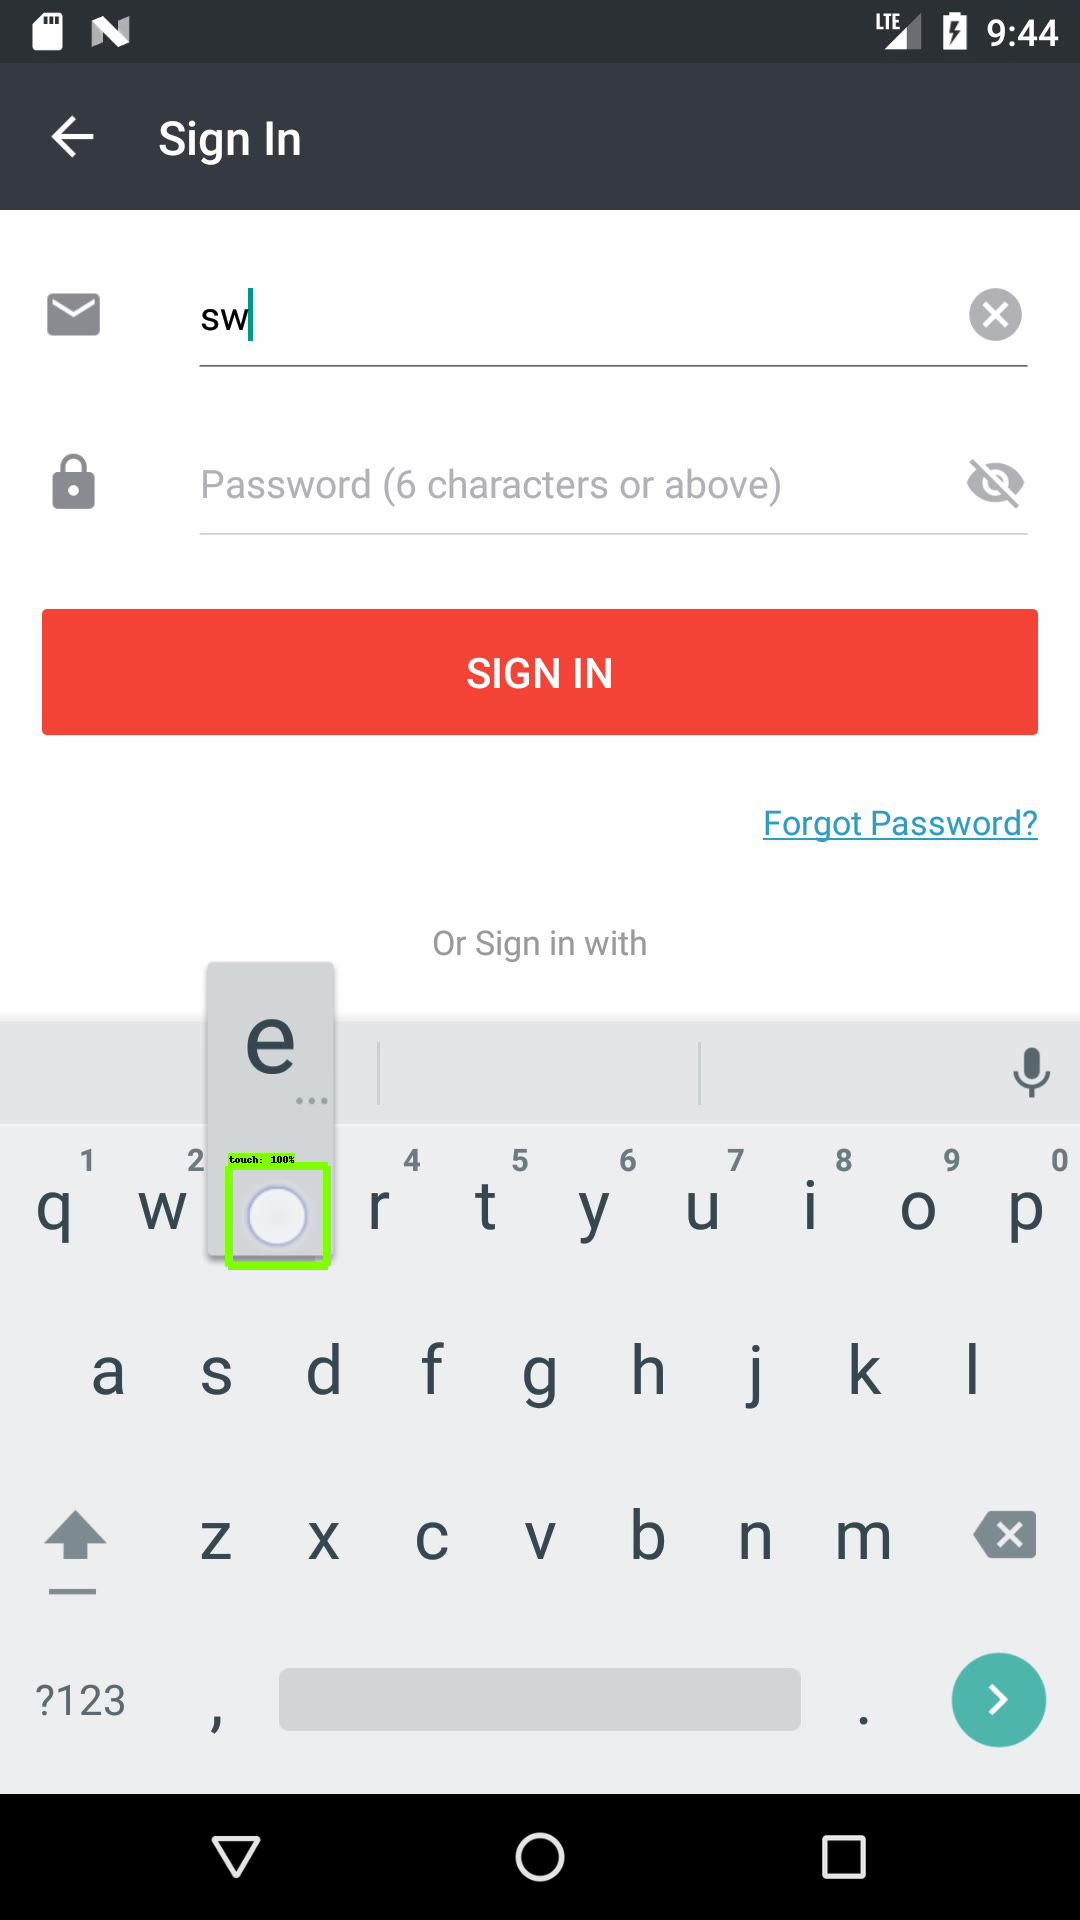 LTE 9:44
Sign In
sw
Password (6 characters or above)
SIGN IN
Forgot Password?
Or Sign in with
e
...
touch: 100%
1 2 4 5 6 7 8 9 0
q w r t y u i o p
a s d f g h j k l
z x c v b n m
?123 , .